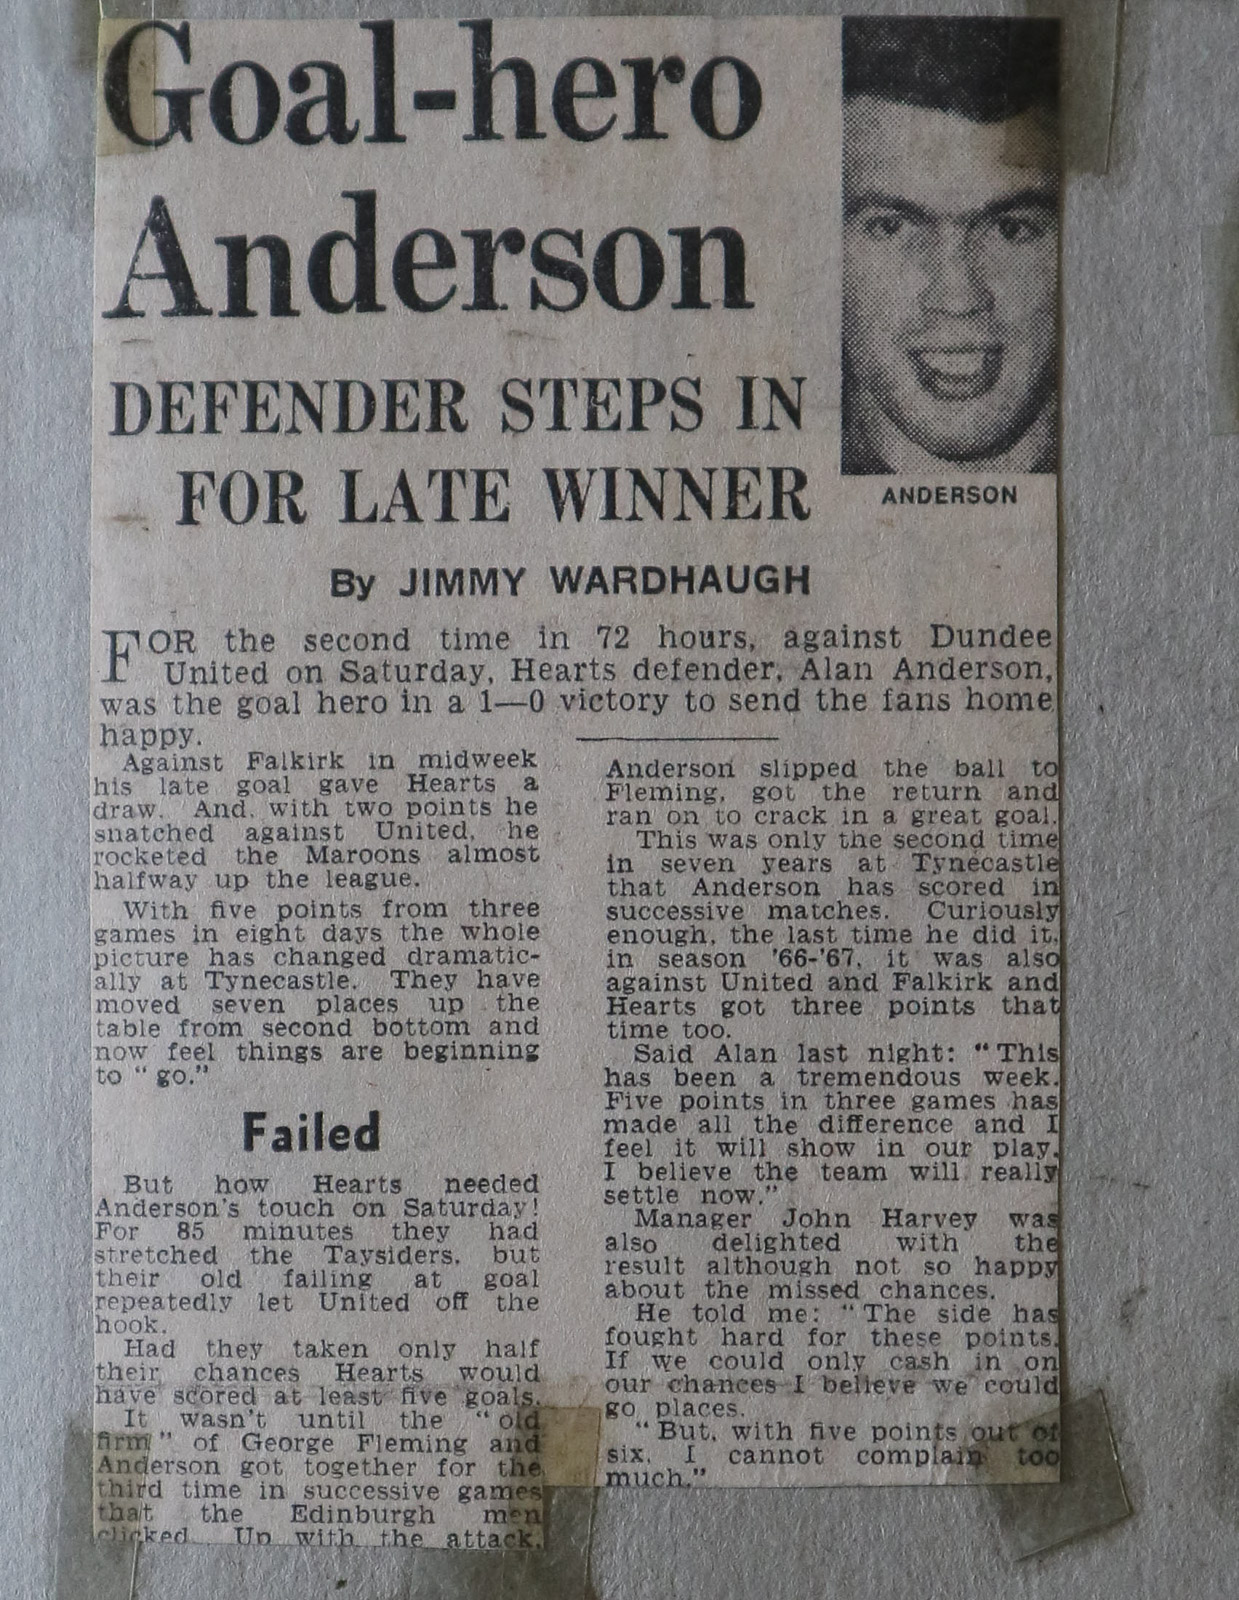 Goal-hero
Anderson
DEFENDER STEPS IN
FOR LATE WINNER
ANDERSON
By JIMMY WARDHAUGH
FOR the second time in 72 hours, against Dundee
United on Saturday, Hearts defender, Alan Anderson,
was the goal hero in a 1—0 victory to send the fans home
happy.
Against Falkirk in midweek
his late goal gave Hearts a
draw. And, with two points he
snatched against United, he
rocketed the Maroons almost
halfway up the league.
With five points from three
games in eight days the whole
picture has changed dramatic-
ally at Tynecastle. They have
moved seven places up the
table from second bottom and
now feel things are beginning
to “ go.”
Failed
But how Hearts needed
Anderson's touch on Saturday!
For 85 minutes they had
stretched the Taysiders, but
their old failing at goal
repeatedly let United off the
hook.
Had they taken only half
their chances Hearts would
have scored at least five goals.
It wasn't until the “ old
firm ” of George Fleming and
Anderson got together for the
third time in successive games
that the Edinburgh men
clicked. Up with the attack,
Anderson slipped the ball to
Fleming, got the return and
ran on to crack in a great goal.
This was only the second time
in seven years at Tynecastle
that Anderson has scored in
successive matches. Curiously
enough, the last time he did it,
in season '66-'67, it was also
against United and Falkirk and
Hearts got three points that
time too.
Said Alan last night: “ This
has been a tremendous week.
Five points in three games has
made all the difference and I
feel it will show in our play.
I believe the team will really
settle now.”
Manager John Harvey was
also delighted with the
result although not so happy
about the missed chances.
He told me: “ The side has
fought hard for these points.
If we could only cash in on
our chances I believe we could
go places.
“ But, with five points out of
six, I cannot complain too
much.”